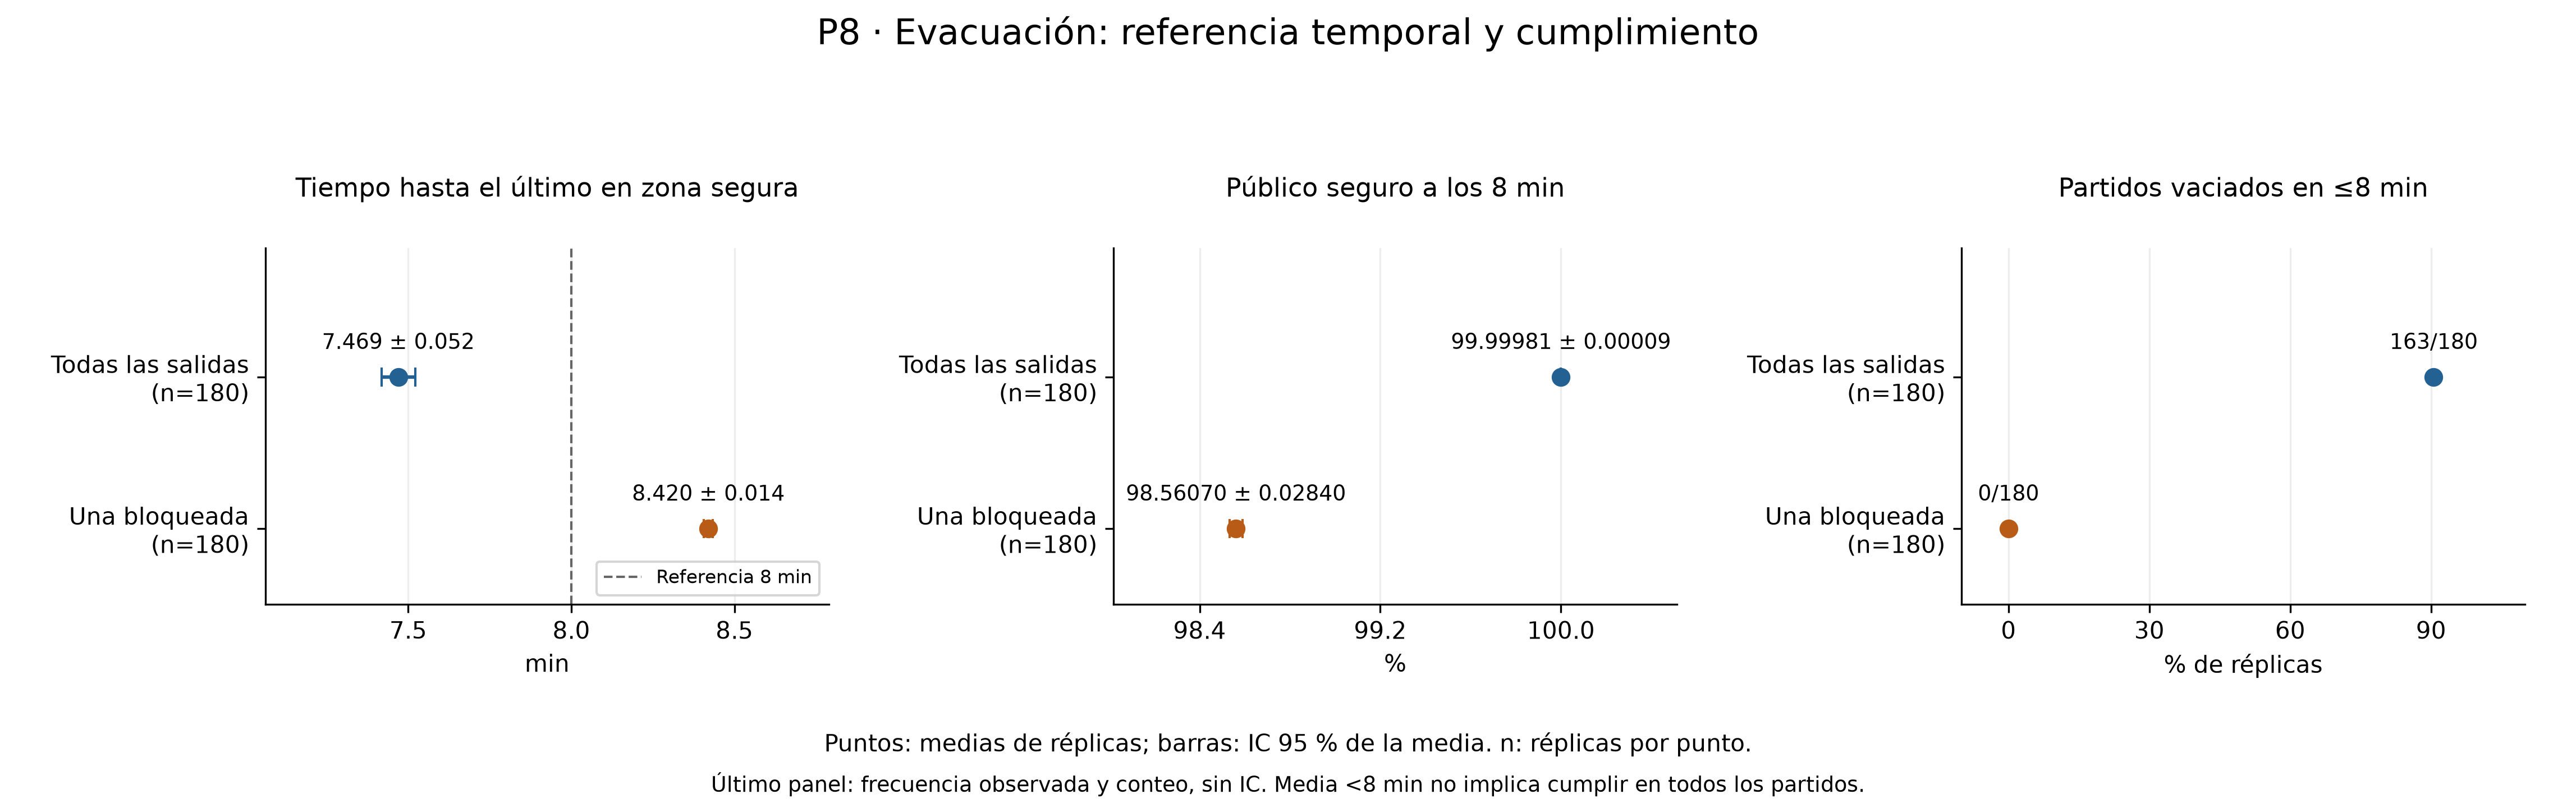 P8 · Evacuación: referencia temporal y cumplimiento
Tiempo hasta el último en zona segura
7.469 ± 0.052
Todas las salidas
(n=180)
8.420 ± 0.014
Una bloqueada
(n=180)
Referencia 8 min
7.5 8.0 8.5
min
Público seguro a los 8 min
99.99981 ± 0.00009
Todas las salidas
(n=180)
98.56070 ± 0.02840
Una bloqueada
(n=180)
98.4 99.2 100.0
%
Partidos vaciados en ≤8 min
163/180
Todas las salidas
(n=180)
0/180
Una bloqueada
(n=180)
0 30 60 90
% de réplicas
Puntos: medias de réplicas; barras: IC 95 % de la media. n: réplicas por punto.
Último panel: frecuencia observada y conteo, sin IC. Media <8 min no implica cumplir en todos los partidos.